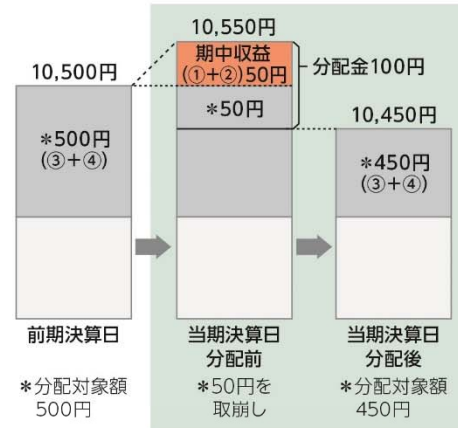 10,550円
期中収益
(①+②)50円
分配金100円
10,500円
*50円
10,450円
*500円
(③+④)
*450円
(③+④)
前期決算日
当期決算日
分配前
当期決算日
分配後
*分配対象額
500円
*50円を
取崩し
*分配対象額
450円